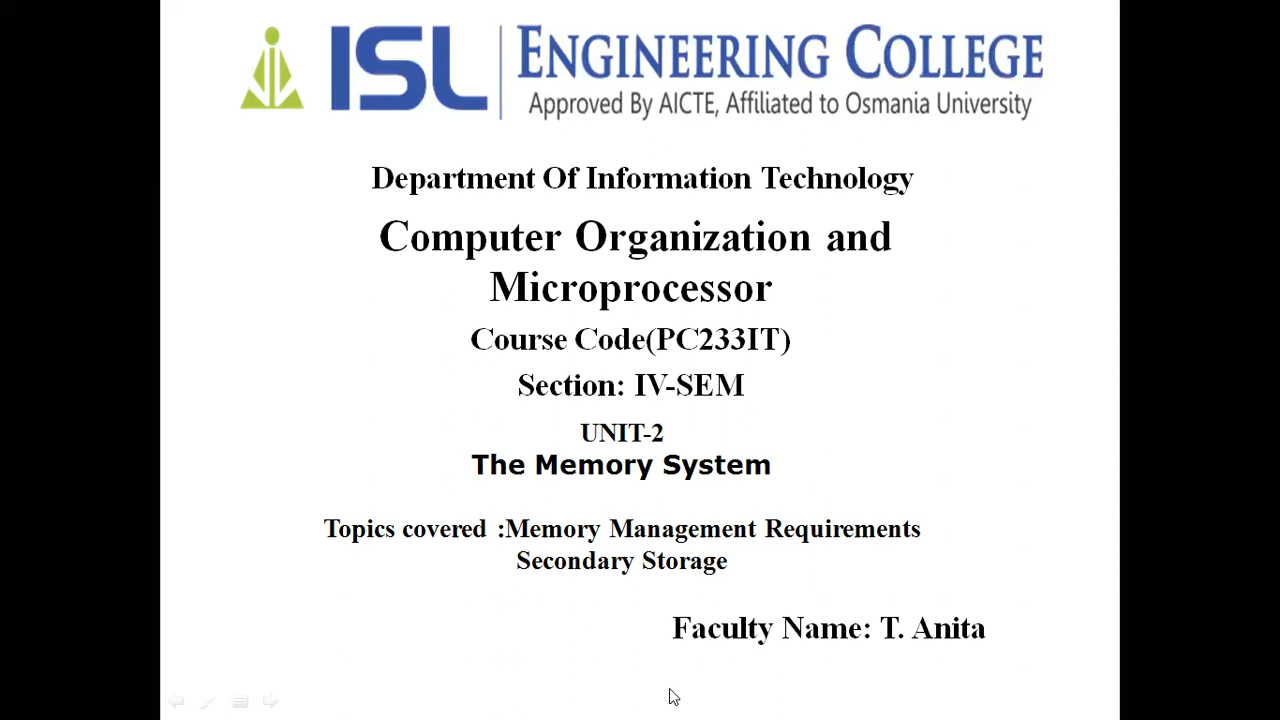 ISL ENGINEERING COLLEGE
Approved By AICTE, Affiliated to Osmania University
Department Of Information Technology
Computer Organization and
Microprocessor
Course Code(PC233IT)
Section: IV-SEM
UNIT-2
The Memory System
Topics covered :Memory Management Requirements
Secondary Storage
Faculty Name: T. Anita